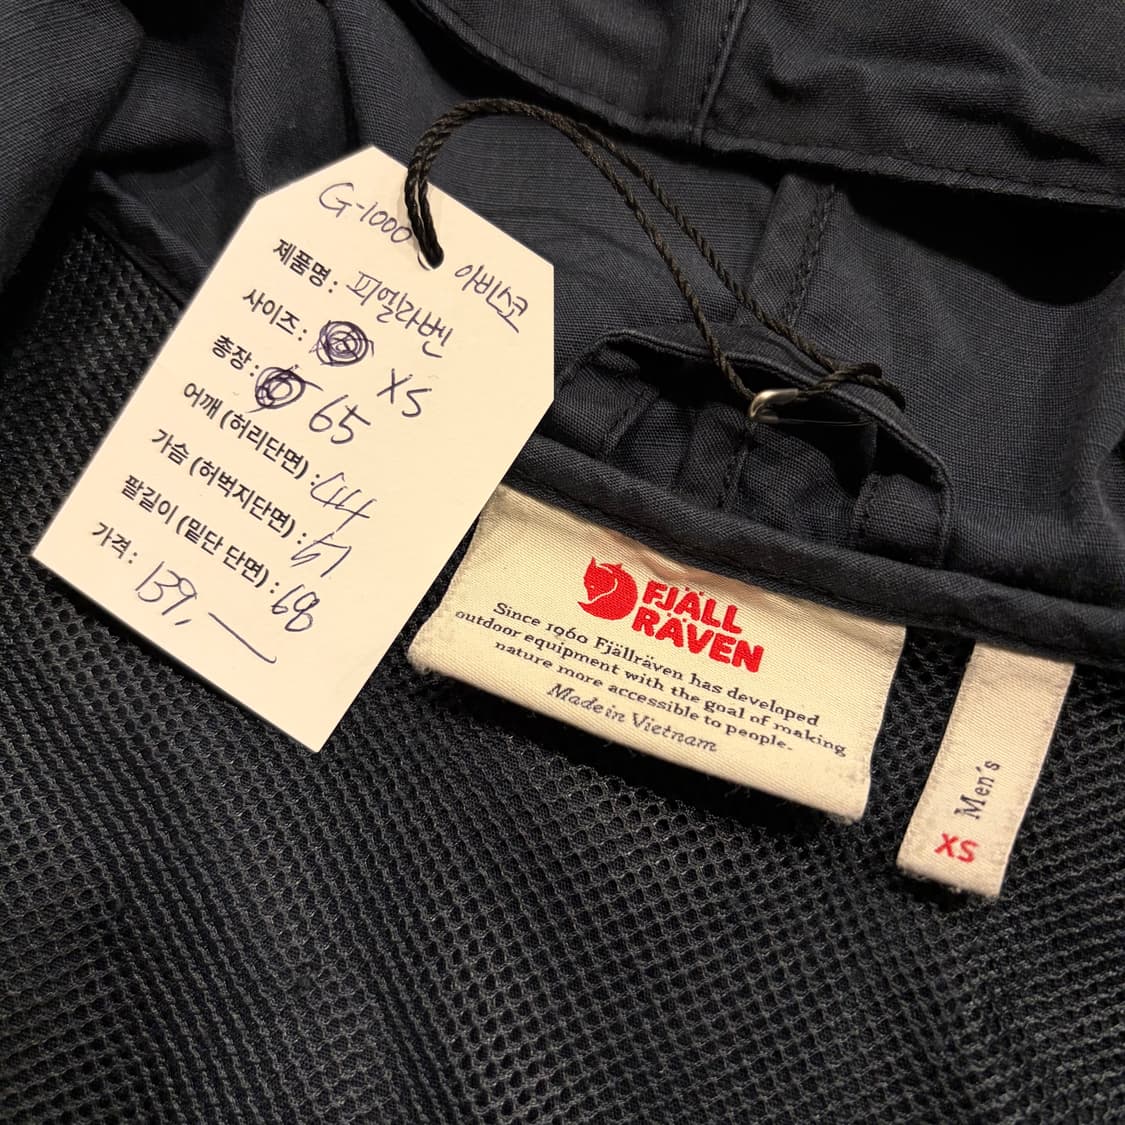 G-1000
제품명: 피엘라벤 아빈스코
사이즈: XS
총장: 65
어깨 (허리단면) : 44
가슴 (허벅지단면) :
팔길이 (밑단 단면) : 68
가격: 139,—
FJÄLL
RÄVEN
Since 1960 Fjällräven has developed
outdoor equipment with the goal of making
nature more accessible to people.
Made in Vietnam
Men's
XS